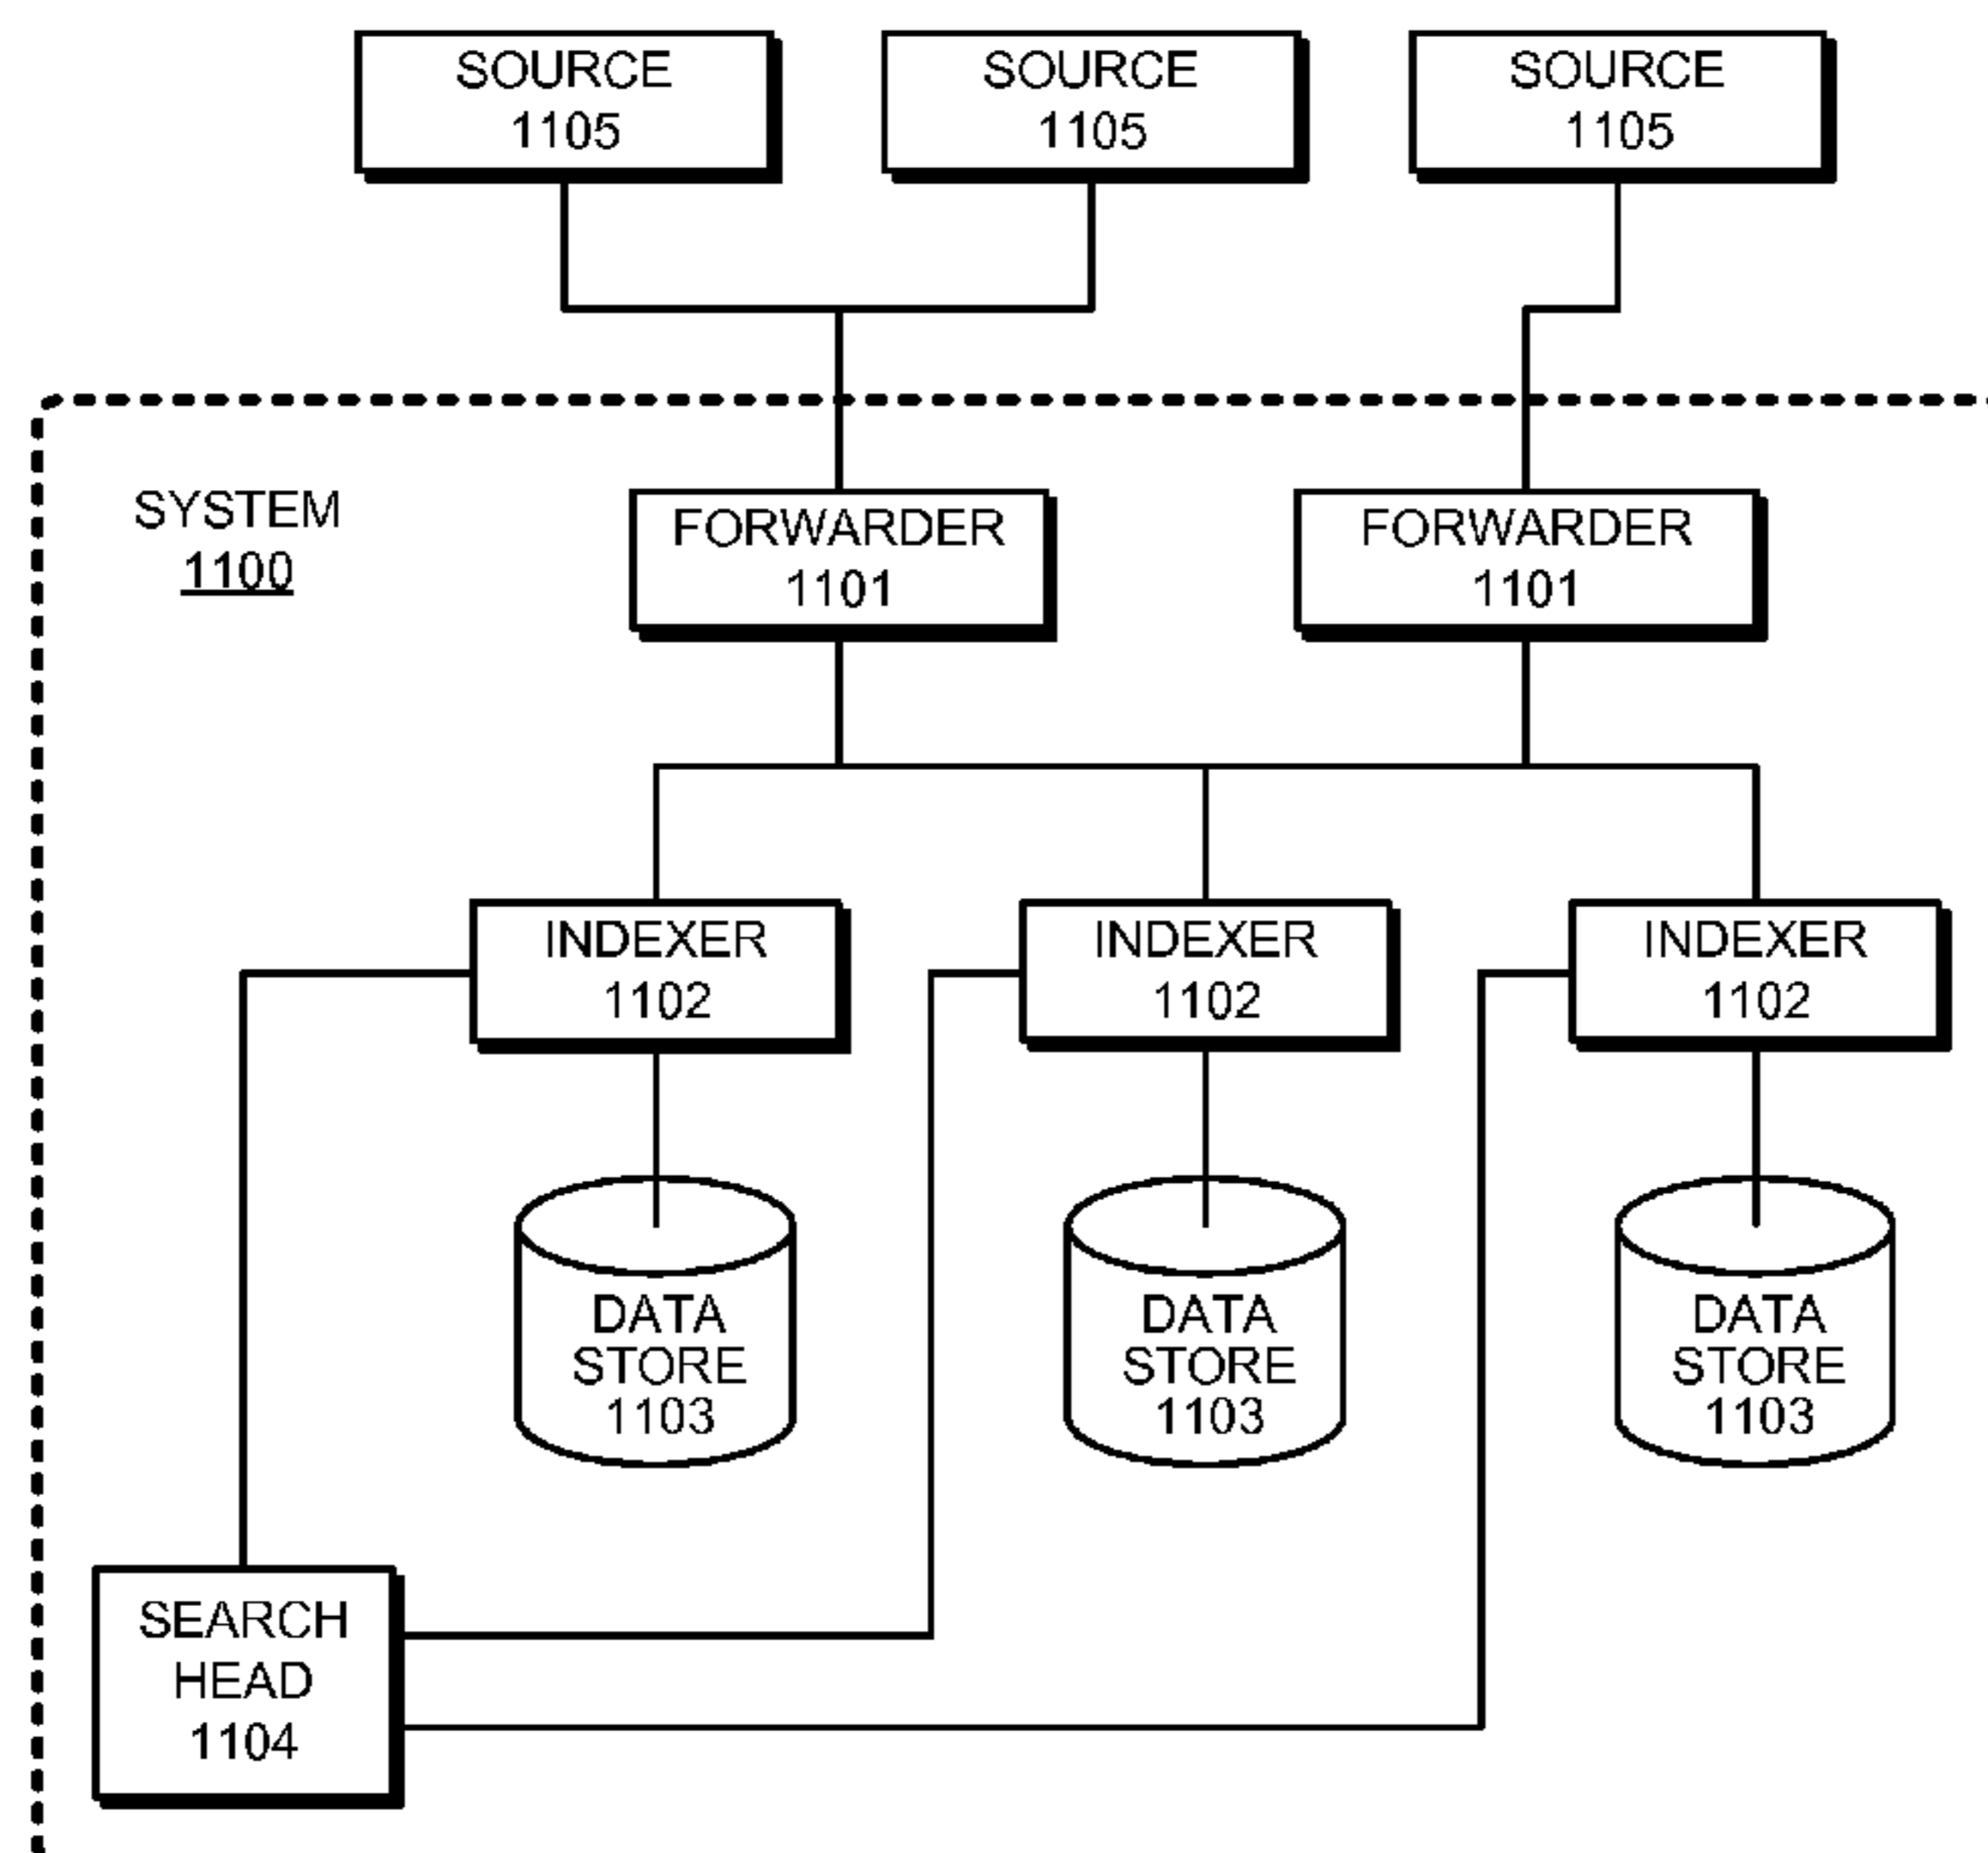 SOURCE
1105
SOURCE
1105
SOURCE
1105
SYSTEM
1100
FORWARDER
1101
FORWARDER
1101
INDEXER
1102
INDEXER
1102
INDEXER
1102
DATA
STORE
1103
DATA
STORE
1103
DATA
STORE
1103
SEARCH
HEAD
1104